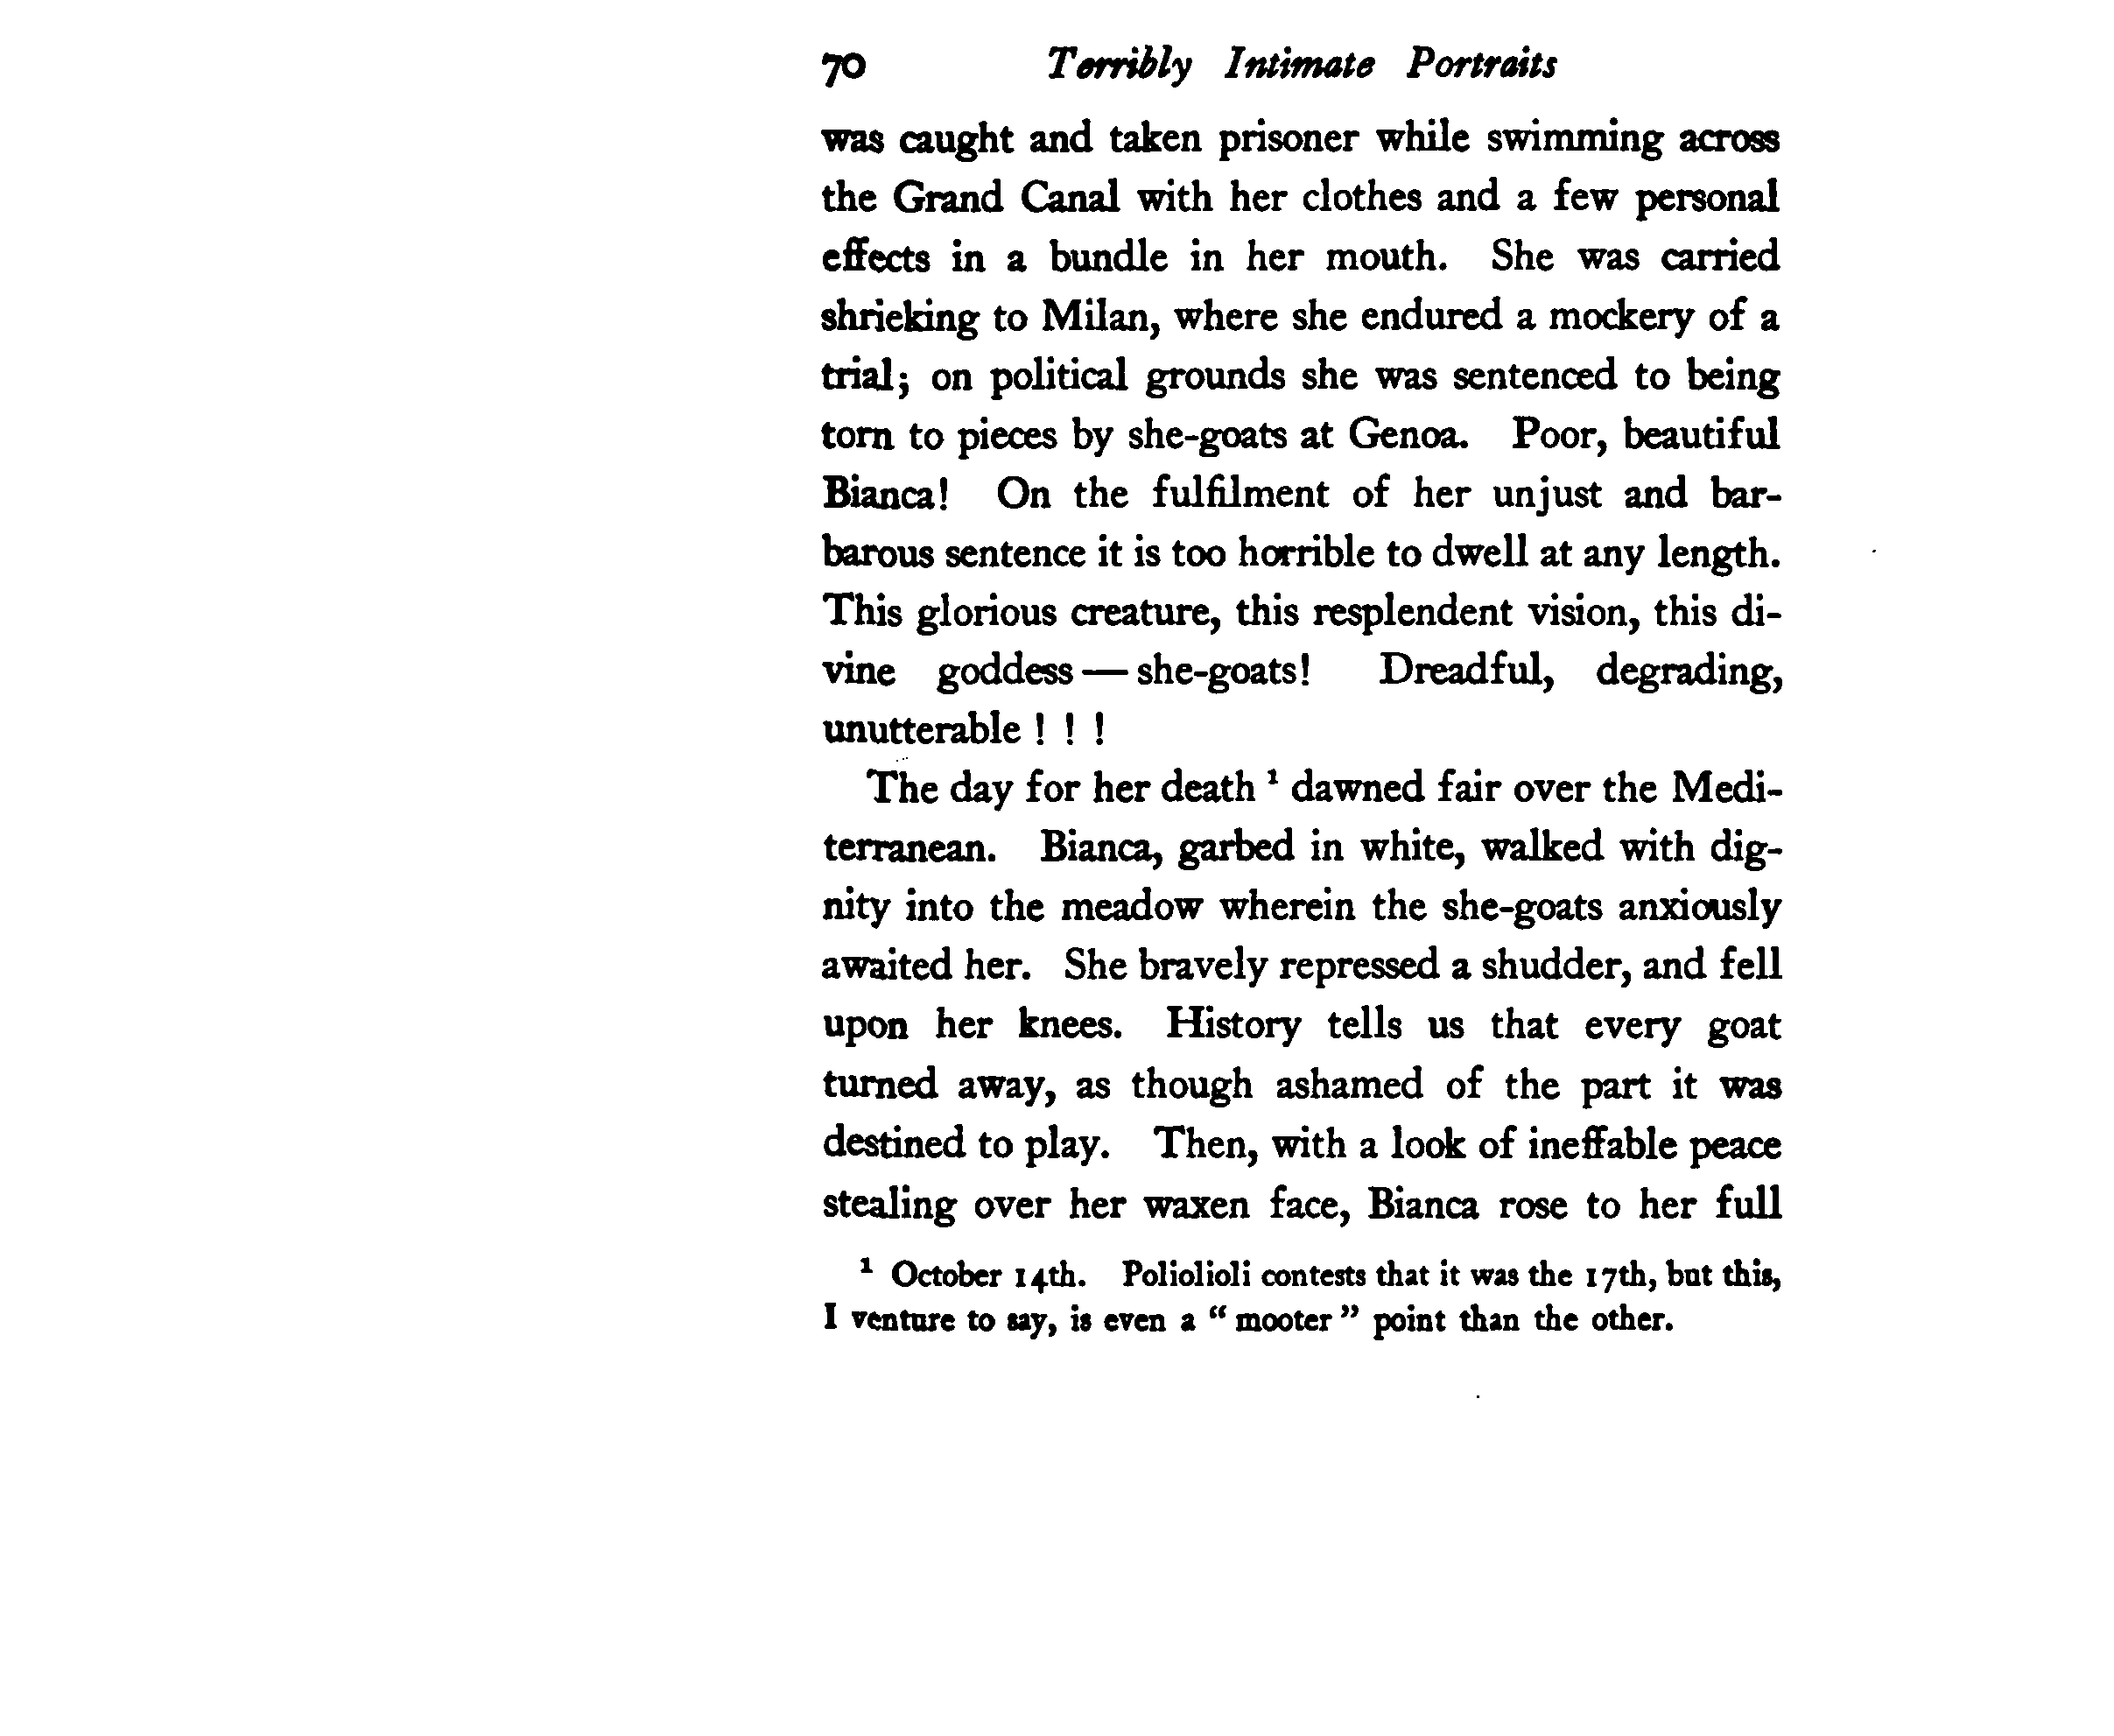 70 Terribly Intimate Portraits
was caught and taken prisoner while swimming across
the Grand Canal with her clothes and a few personal
effects in a bundle in her mouth. She was carried
shrieking to Milan, where she endured a mockery of a
trial; on political grounds she was sentenced to being
torn to pieces by she-goats at Genoa. Poor, beautiful
Bianca! On the fulfilment of her unjust and bar-
barous sentence it is too horrible to dwell at any length.
This glorious creature, this resplendent vision, this di-
vine goddess — she-goats! Dreadful, degrading,
unutterable ! ! !
The day for her death ¹ dawned fair over the Medi-
terranean. Bianca, garbed in white, walked with dig-
nity into the meadow wherein the she-goats anxiously
awaited her. She bravely repressed a shudder, and fell
upon her knees. History tells us that every goat
turned away, as though ashamed of the part it was
destined to play. Then, with a look of ineffable peace
stealing over her waxen face, Bianca rose to her full
¹ October 14th. Poliolioli contests that it was the 17th, but this,
I venture to say, is even a “ mooter ” point than the other.